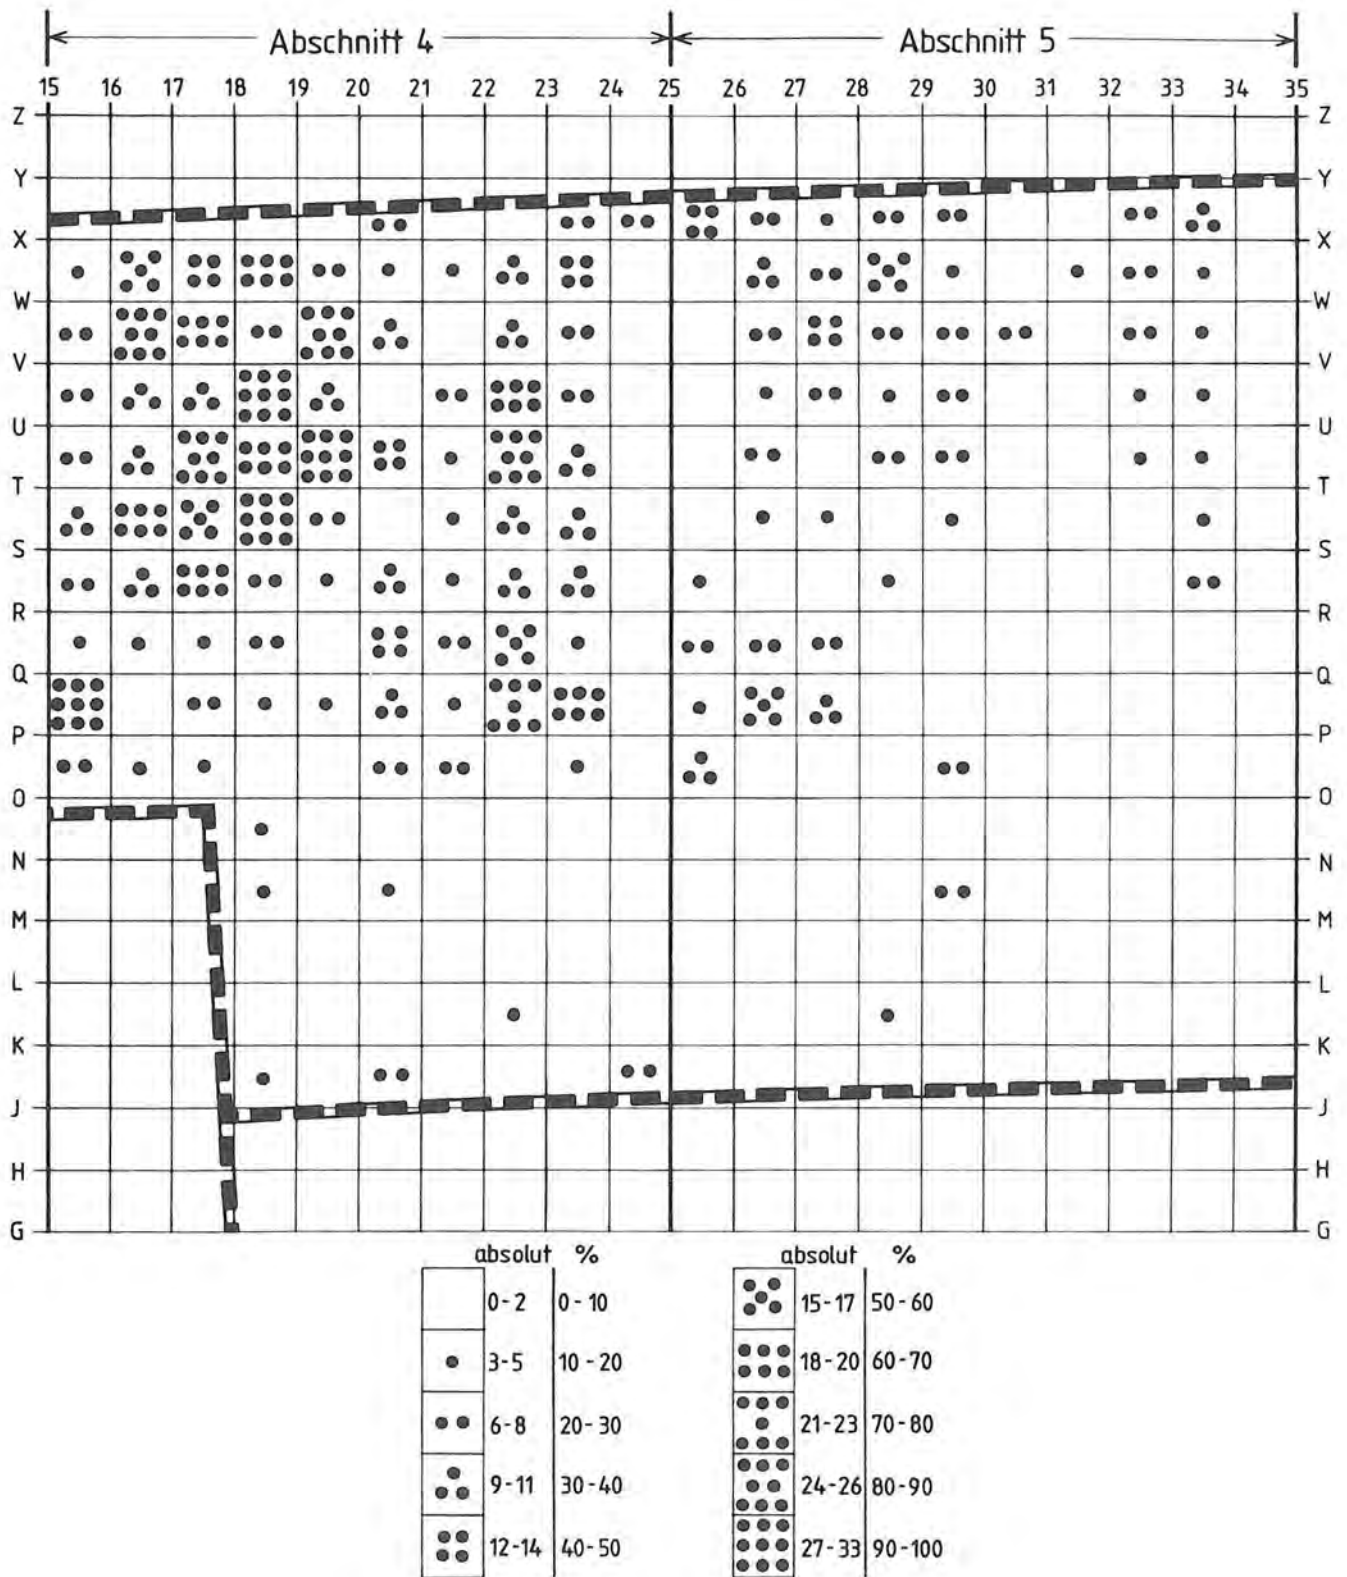 Abschnitt 4 Abschnitt 5
15 16 17 18 19 20 21 22 23 24 25 26 27 28 29 30 31 32 33 34 35
Z Z
Y Y
X X
W W
V V
U U
T T
S S
R R
Q Q
P P
O O
N N
M M
L L
K K
J J
H H
G G
absolut %
0-2 0-10
3-5 10-20
6-8 20-30
9-11 30-40
12-14 40-50
absolut %
15-17 50-60
18-20 60-70
21-23 70-80
24-26 80-90
27-33 90-100